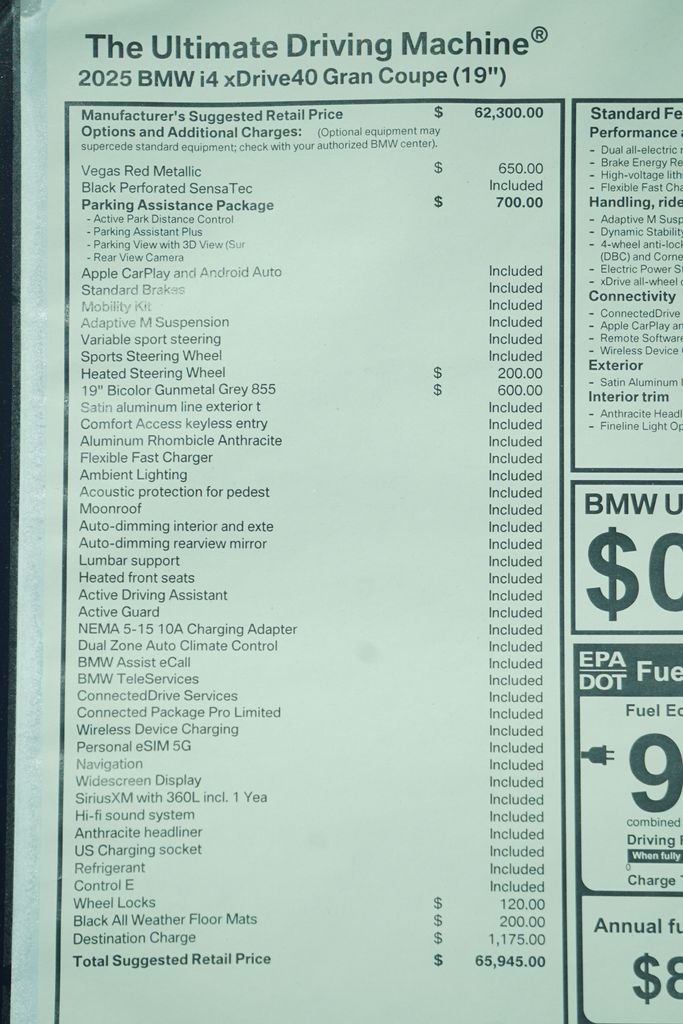 The Ultimate Driving Machine®
2025 BMW i4 xDrive40 Gran Coupe (19")
Manufacturer's Suggested Retail Price $ 62,300.00
Options and Additional Charges: (Optional equipment may
supercede standard equipment; check with your authorized BMW center).
Vegas Red Metallic $ 650.00
Black Perforated SensaTec Included
Parking Assistance Package $ 700.00
- Active Park Distance Control
- Parking Assistant Plus
- Parking View with 3D View (Sur
- Rear View Camera
Apple CarPlay and Android Auto Included
Standard Brakes Included
Mobility Kit Included
Adaptive M Suspension Included
Variable sport steering Included
Sports Steering Wheel Included
Heated Steering Wheel $ 200.00
19" Bicolor Gunmetal Grey 855 $ 600.00
Satin aluminum line exterior t Included
Comfort Access keyless entry Included
Aluminum Rhombicle Anthracite Included
Flexible Fast Charger Included
Ambient Lighting Included
Acoustic protection for pedest Included
Moonroof Included
Auto-dimming interior and exte Included
Auto-dimming rearview mirror Included
Lumbar support Included
Heated front seats Included
Active Driving Assistant Included
Active Guard Included
NEMA 5-15 10A Charging Adapter Included
Dual Zone Auto Climate Control Included
BMW Assist eCall Included
BMW TeleServices Included
ConnectedDrive Services Included
Connected Package Pro Limited Included
Wireless Device Charging Included
Personal eSIM 5G Included
Navigation Included
Widescreen Display Included
SiriusXM with 360L incl. 1 Yea Included
Hi-fi sound system Included
Anthracite headliner Included
US Charging socket Included
Refrigerant Included
Control E Included
Wheel Locks $ 120.00
Black All Weather Floor Mats $ 200.00
Destination Charge $ 1,175.00
Total Suggested Retail Price $ 65,945.00
Standard Fe
Performance
- Dual all-electric
- Brake Energy Re
- High-voltage lith
- Flexible Fast Cha
Handling, ride
- Adaptive M Susp
- Dynamic Stability
- 4-wheel anti-lock
(DBC) and Corne
- Electric Power St
- xDrive all-wheel
Connectivity
- ConnectedDrive
- Apple CarPlay an
- Remote Software
- Wireless Device
Exterior
- Satin Aluminum
Interior trim
- Anthracite Headl
- Fineline Light Op
BMW U
$0
EPA
DOT Fue
Fuel Ec
9
combined
Driving
When fully
0
Charge
Annual fu
$8